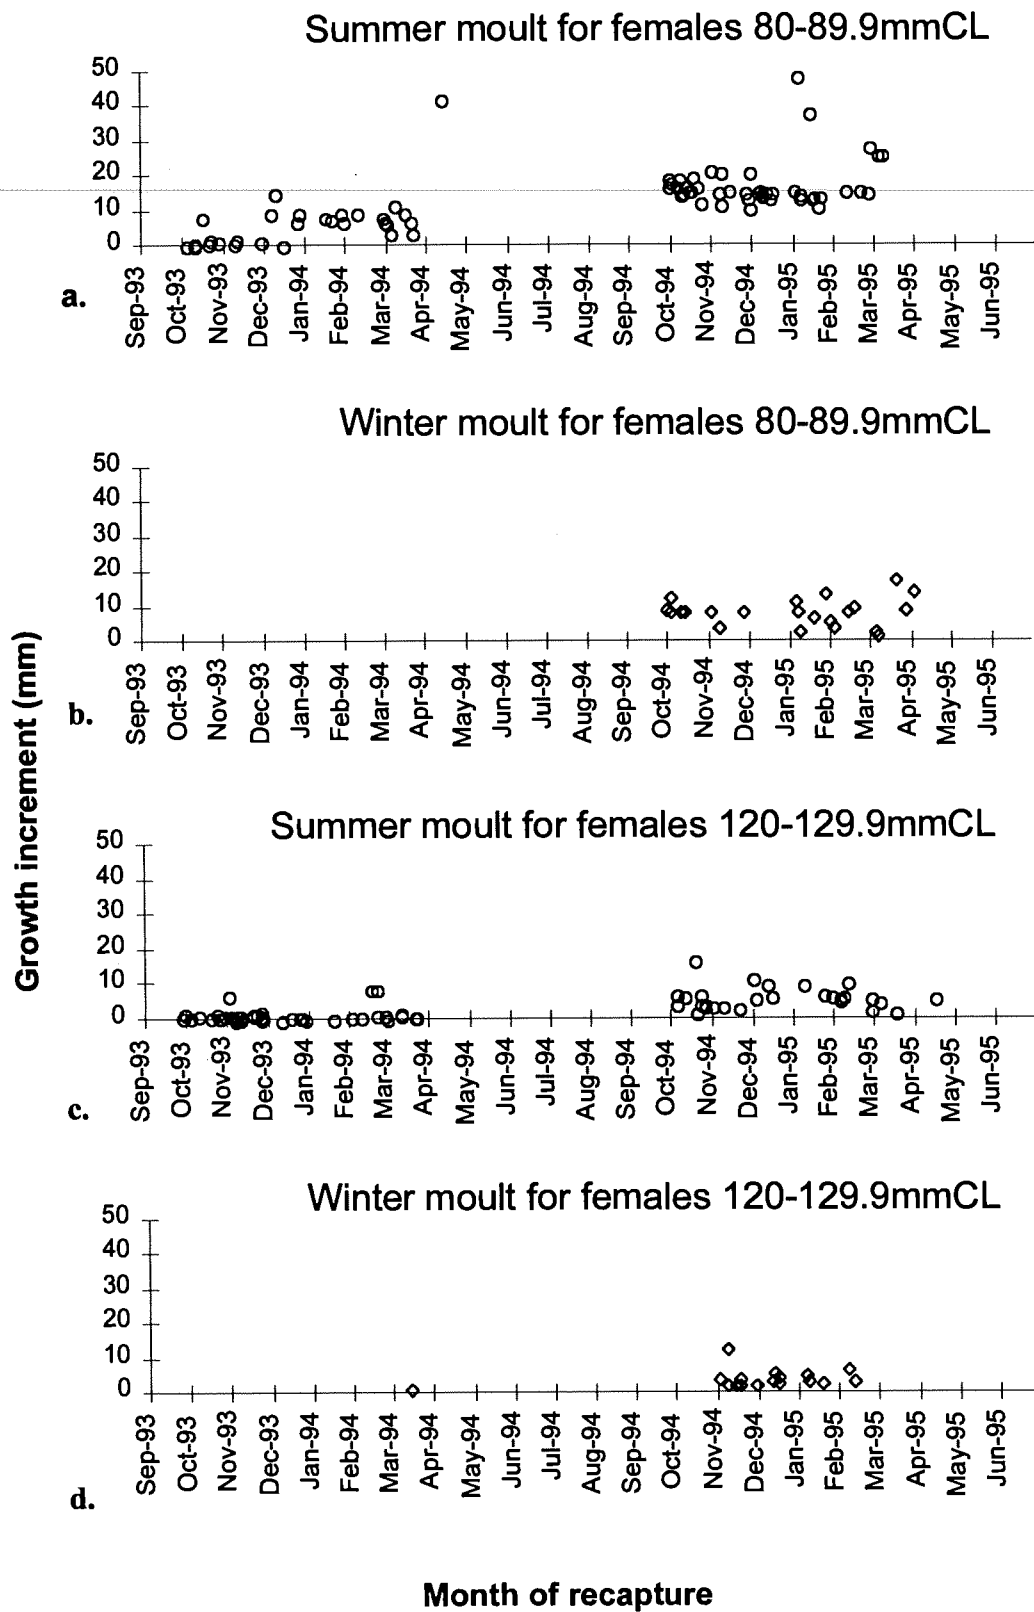 Summer moult for females 80-89.9mmCL
50
40
30
20
10
0
Sep-93 Oct-93 Nov-93 Dec-93 Jan-94 Feb-94 Mar-94 Apr-94 May-94 Jun-94 Jul-94 Aug-94 Sep-94 Oct-94 Nov-94 Dec-94 Jan-95 Feb-95 Mar-95 Apr-95 May-95 Jun-95
a.
Winter moult for females 80-89.9mmCL
50
40
30
20
10
0
Sep-93 Oct-93 Nov-93 Dec-93 Jan-94 Feb-94 Mar-94 Apr-94 May-94 Jun-94 Jul-94 Aug-94 Sep-94 Oct-94 Nov-94 Dec-94 Jan-95 Feb-95 Mar-95 Apr-95 May-95 Jun-95
b.
Growth increment (mm)
Summer moult for females 120-129.9mmCL
50
40
30
20
10
0
Sep-93 Oct-93 Nov-93 Dec-93 Jan-94 Feb-94 Mar-94 Apr-94 May-94 Jun-94 Jul-94 Aug-94 Sep-94 Oct-94 Nov-94 Dec-94 Jan-95 Feb-95 Mar-95 Apr-95 May-95 Jun-95
c.
Winter moult for females 120-129.9mmCL
50
40
30
20
10
0
Sep-93 Oct-93 Nov-93 Dec-93 Jan-94 Feb-94 Mar-94 Apr-94 May-94 Jun-94 Jul-94 Aug-94 Sep-94 Oct-94 Nov-94 Dec-94 Jan-95 Feb-95 Mar-95 Apr-95 May-95 Jun-95
d.
Month of recapture